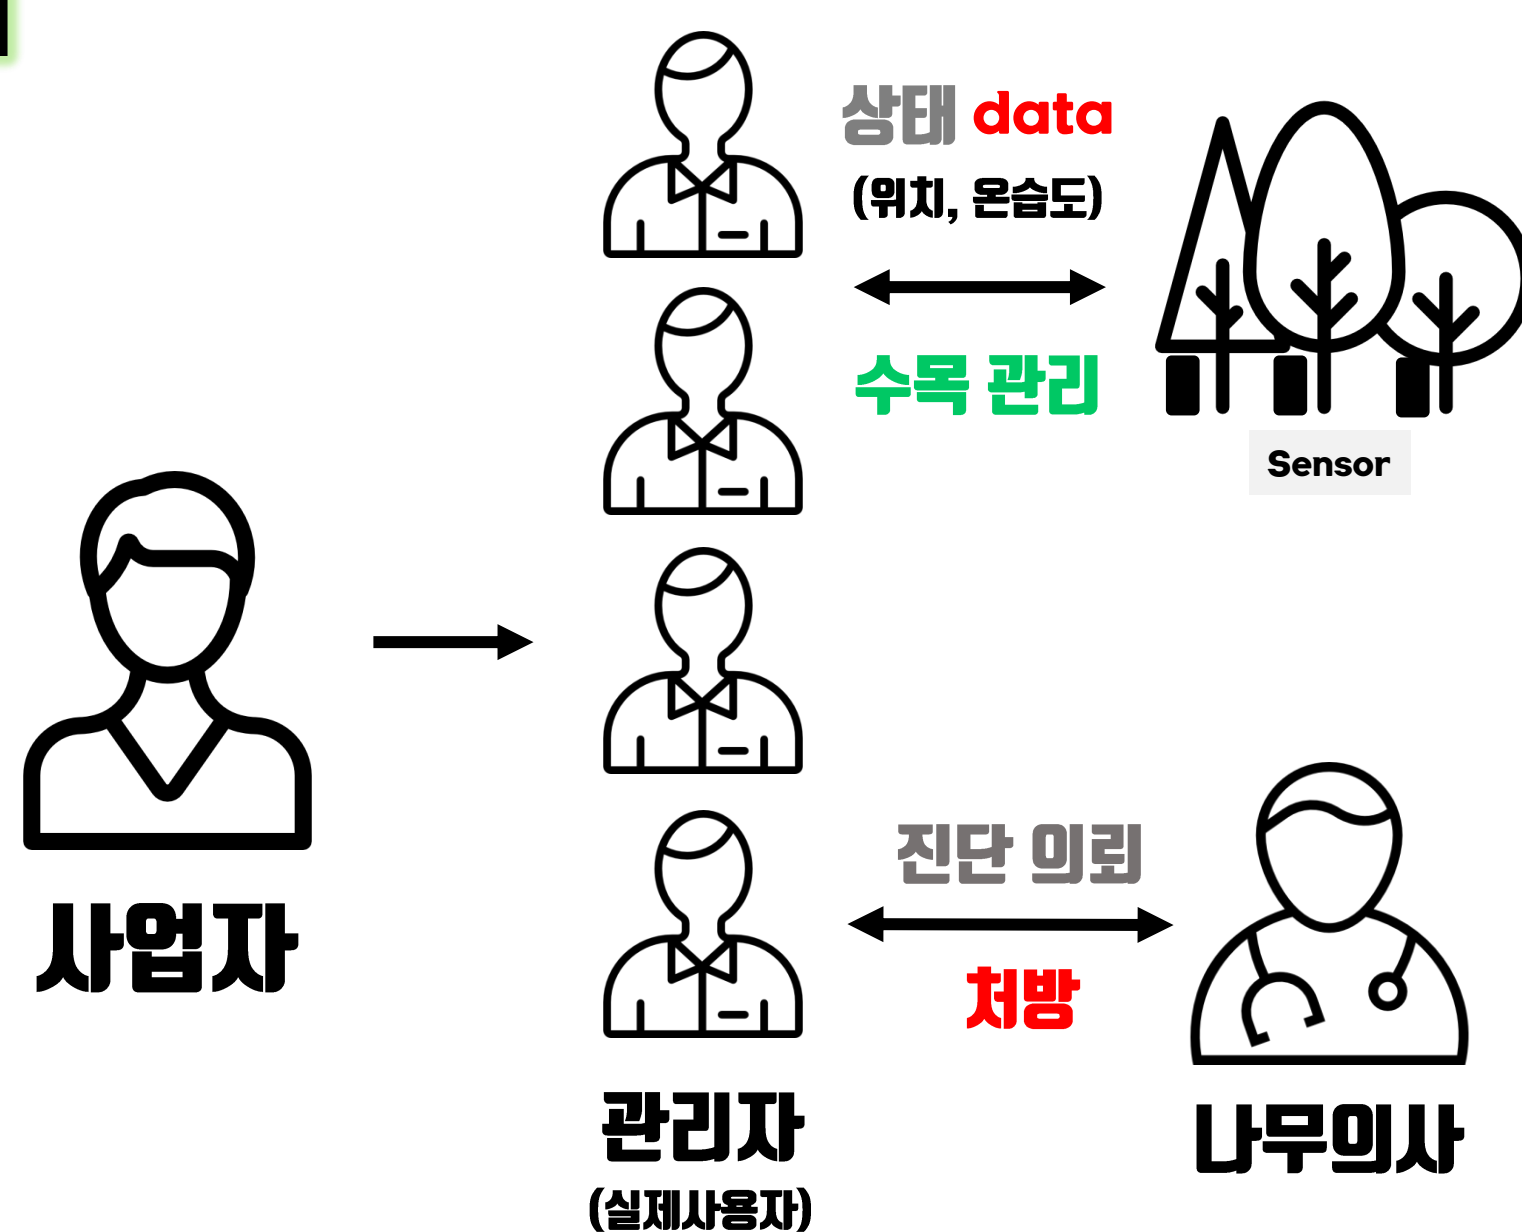 상태 data
(위치, 온습도)
수목 관리
Sensor
사업자
진단 의뢰
처방
관리자
(실제사용자)
나무의사